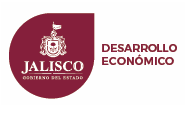 JALISCO
GOBIERNO DEL ESTADO
DESARROLLO
ECONÓMICO